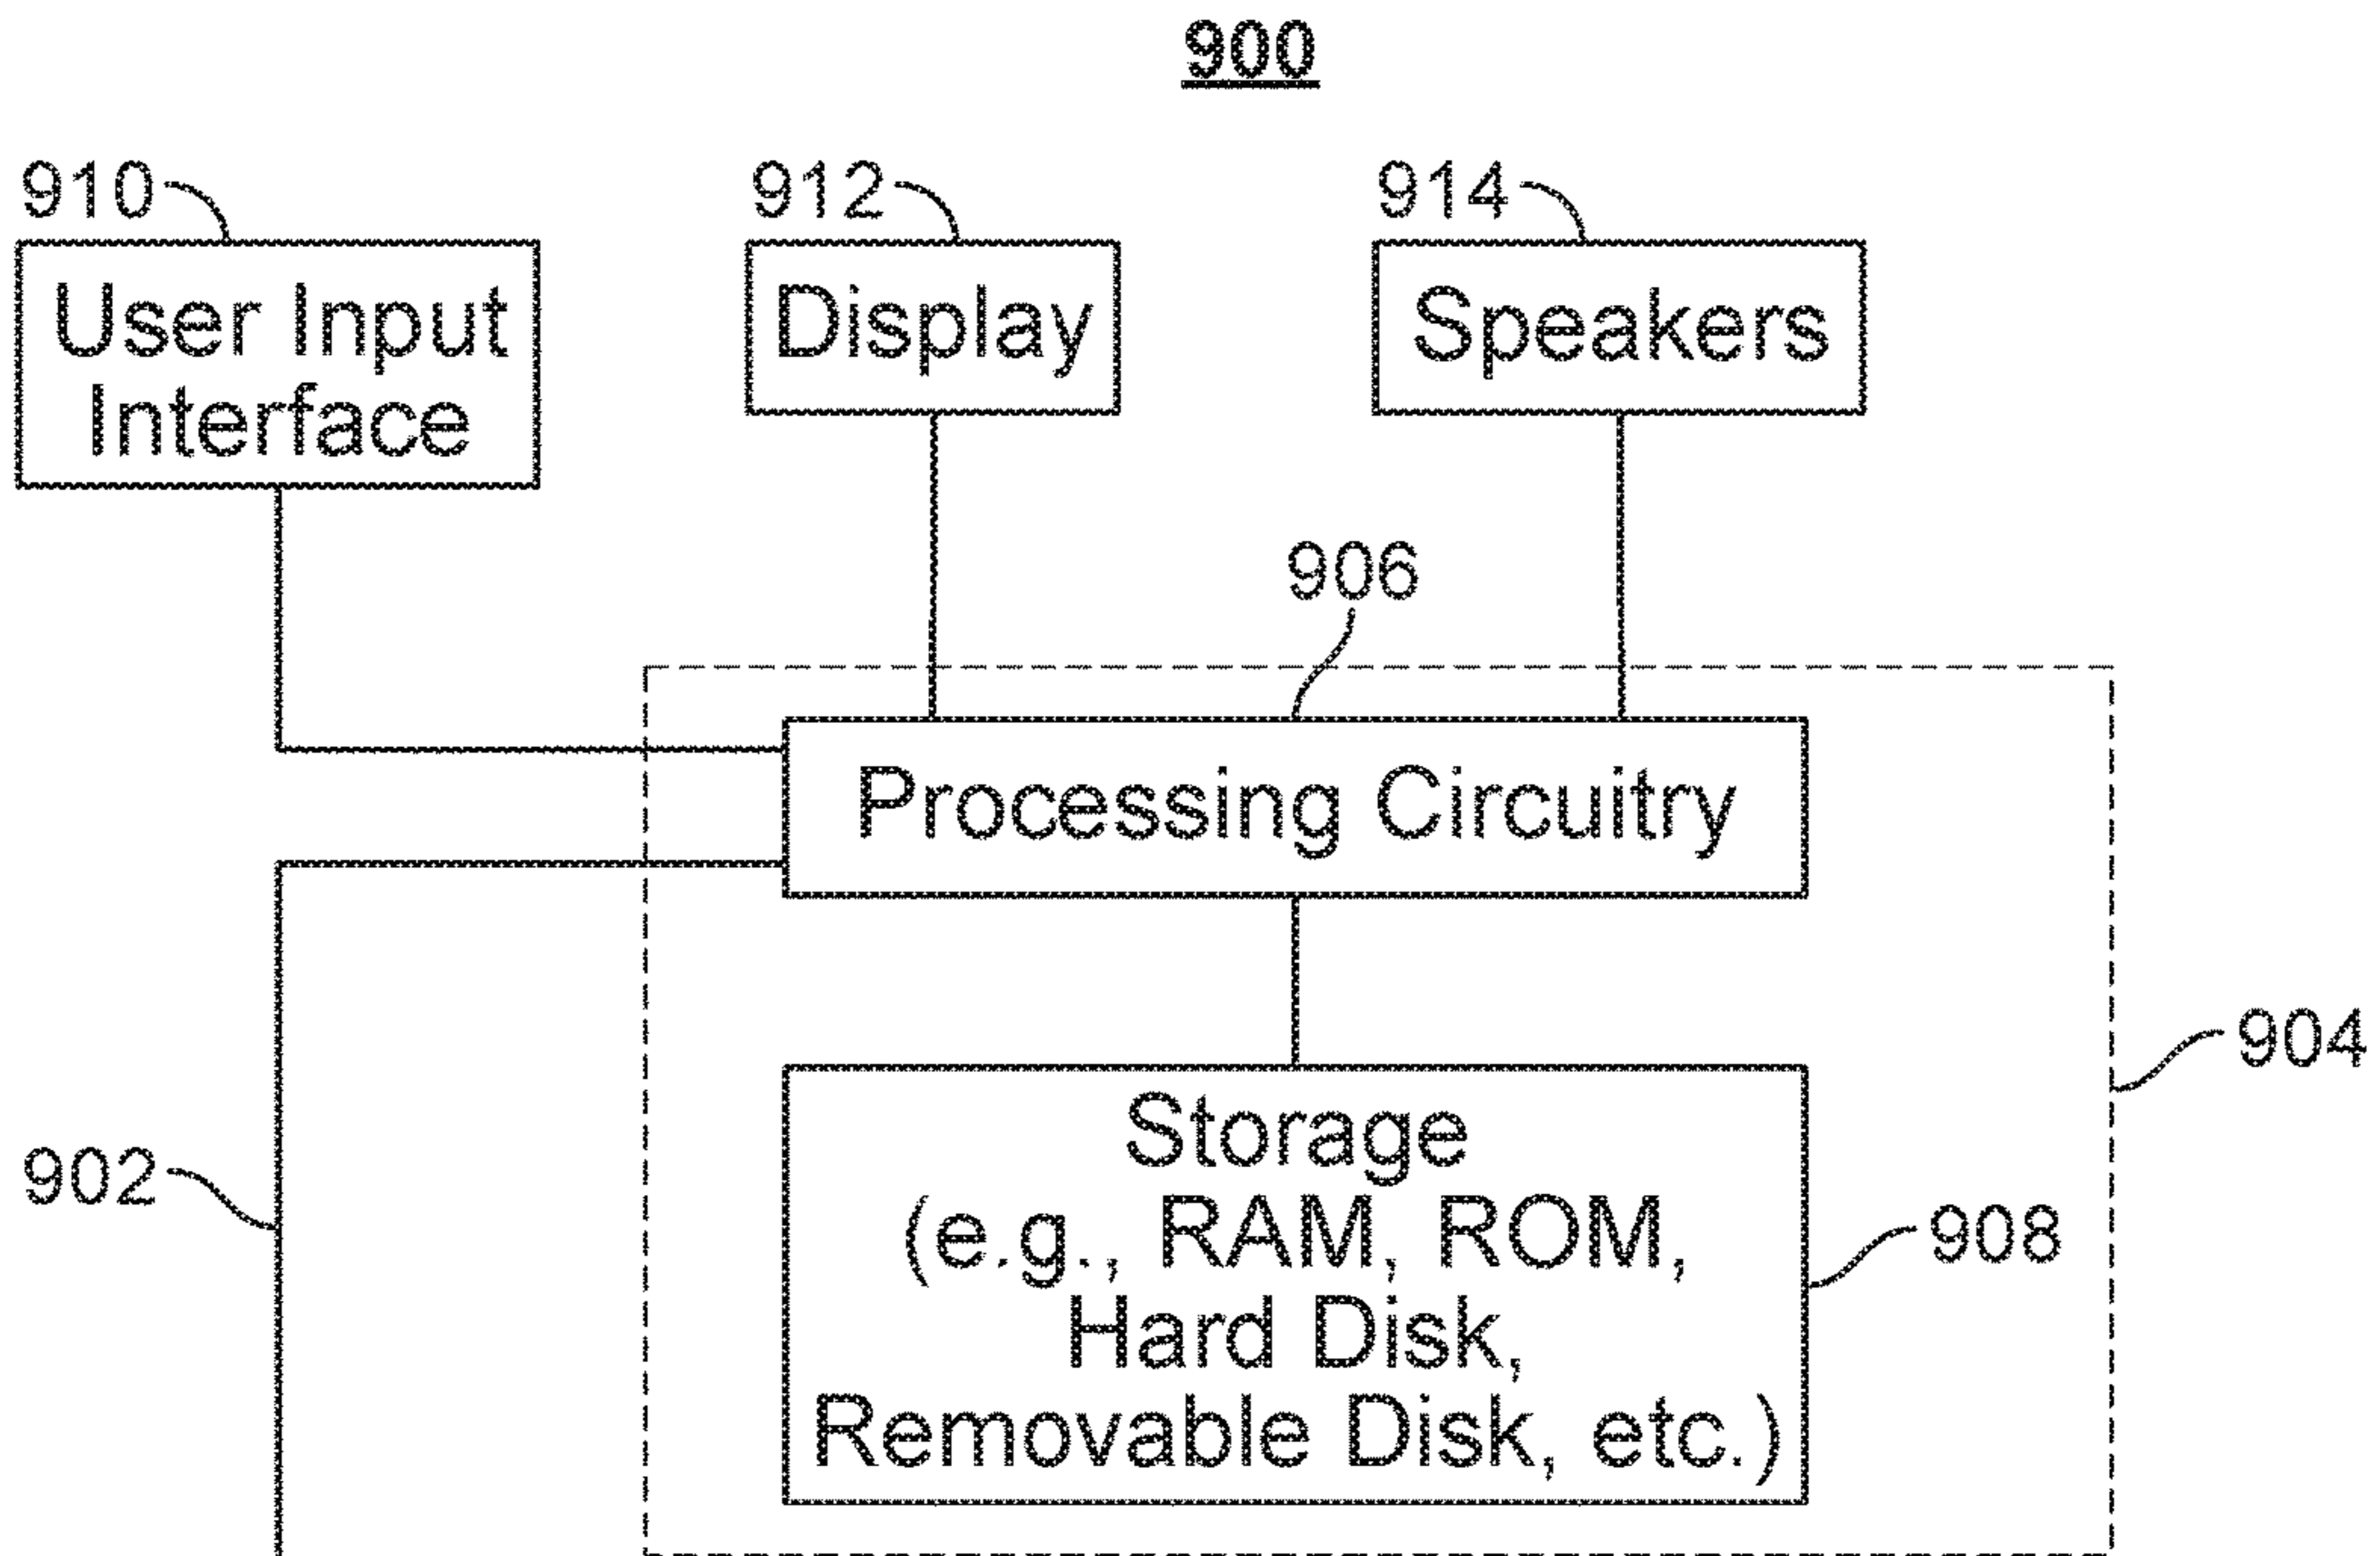 900
910
912
914
User Input
Interface
Display
Speakers
906
Processing Circuitry
904
902
Storage
(e.g., RAM, ROM,
Hard Disk,
Removable Disk, etc.)
908